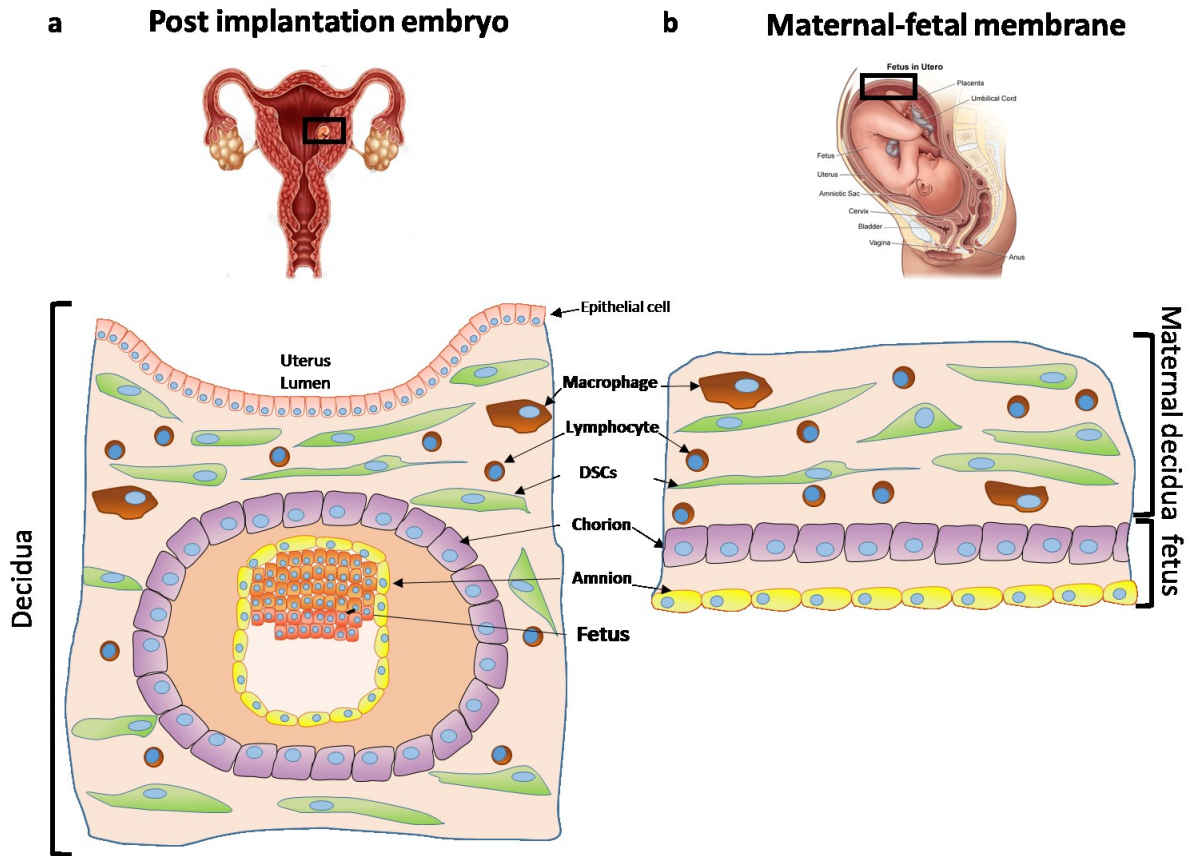 a
Post implantation embryo
b
Maternal-fetal membrane
Fetus in Utero
Placenta
Umbilical Cord
Fetus
Uterus
Amniotic Sac
Cervix
Bladder
Vagina
Anus
Decidua
Uterus
Lumen
Epithelial cell
Macrophage
Lymphocyte
DSCs
Chorion
Amnion
Fetus
Maternal decidua
fetus